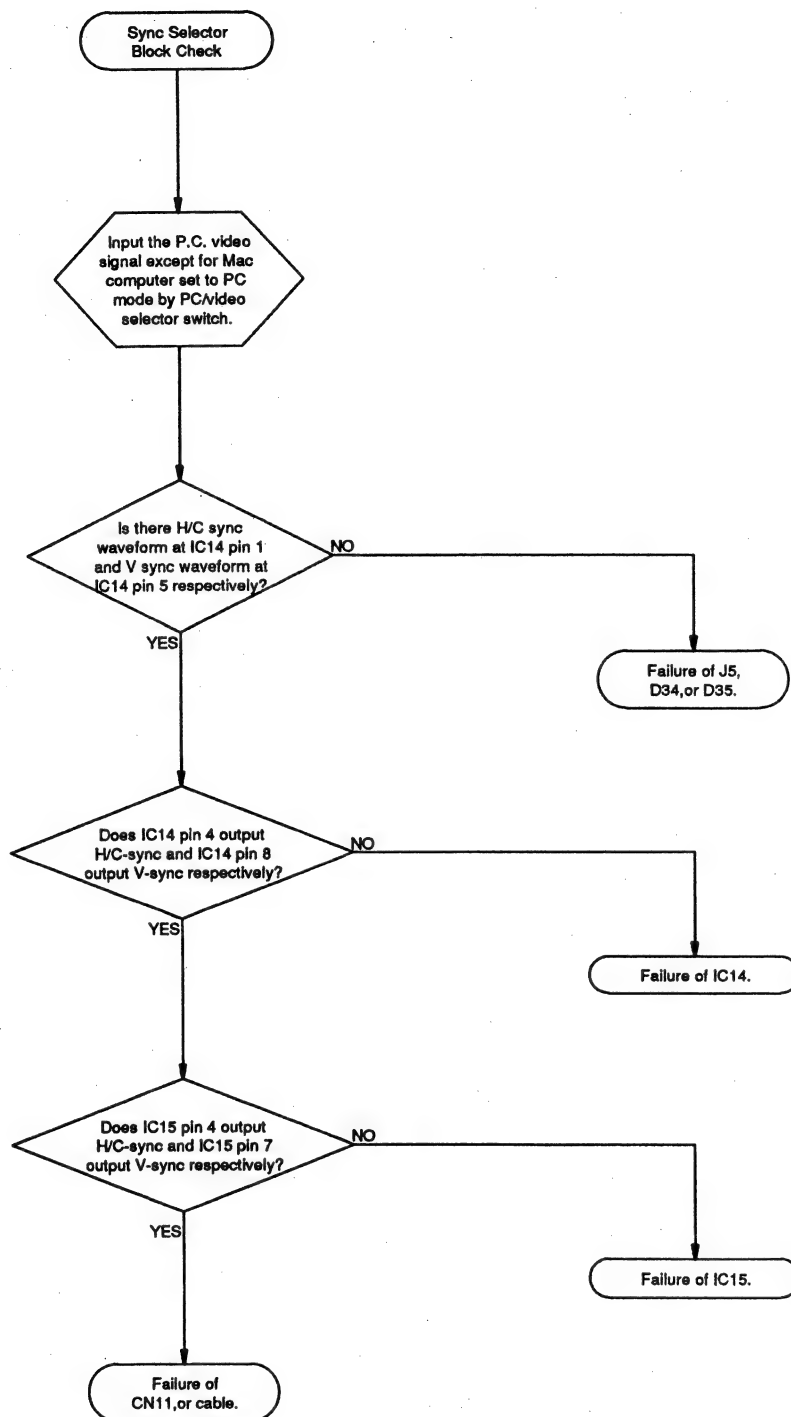 Sync Selector
Block Check
Input the P.C. video
signal except for Mac
computer set to PC
mode by PC/video
selector switch.
Is there H/C sync
waveform at IC14 pin 1
and V sync waveform at
IC14 pin 5 respectively?
NO
YES
Failure of J5,
D34,or D35.
Does IC14 pin 4 output
H/C-sync and IC14 pin 8
output V-sync respectively?
NO
YES
Failure of IC14.
Does IC15 pin 4 output
H/C-sync and IC15 pin 7
output V-sync respectively?
NO
YES
Failure of IC15.
Failure of
CN11,or cable.